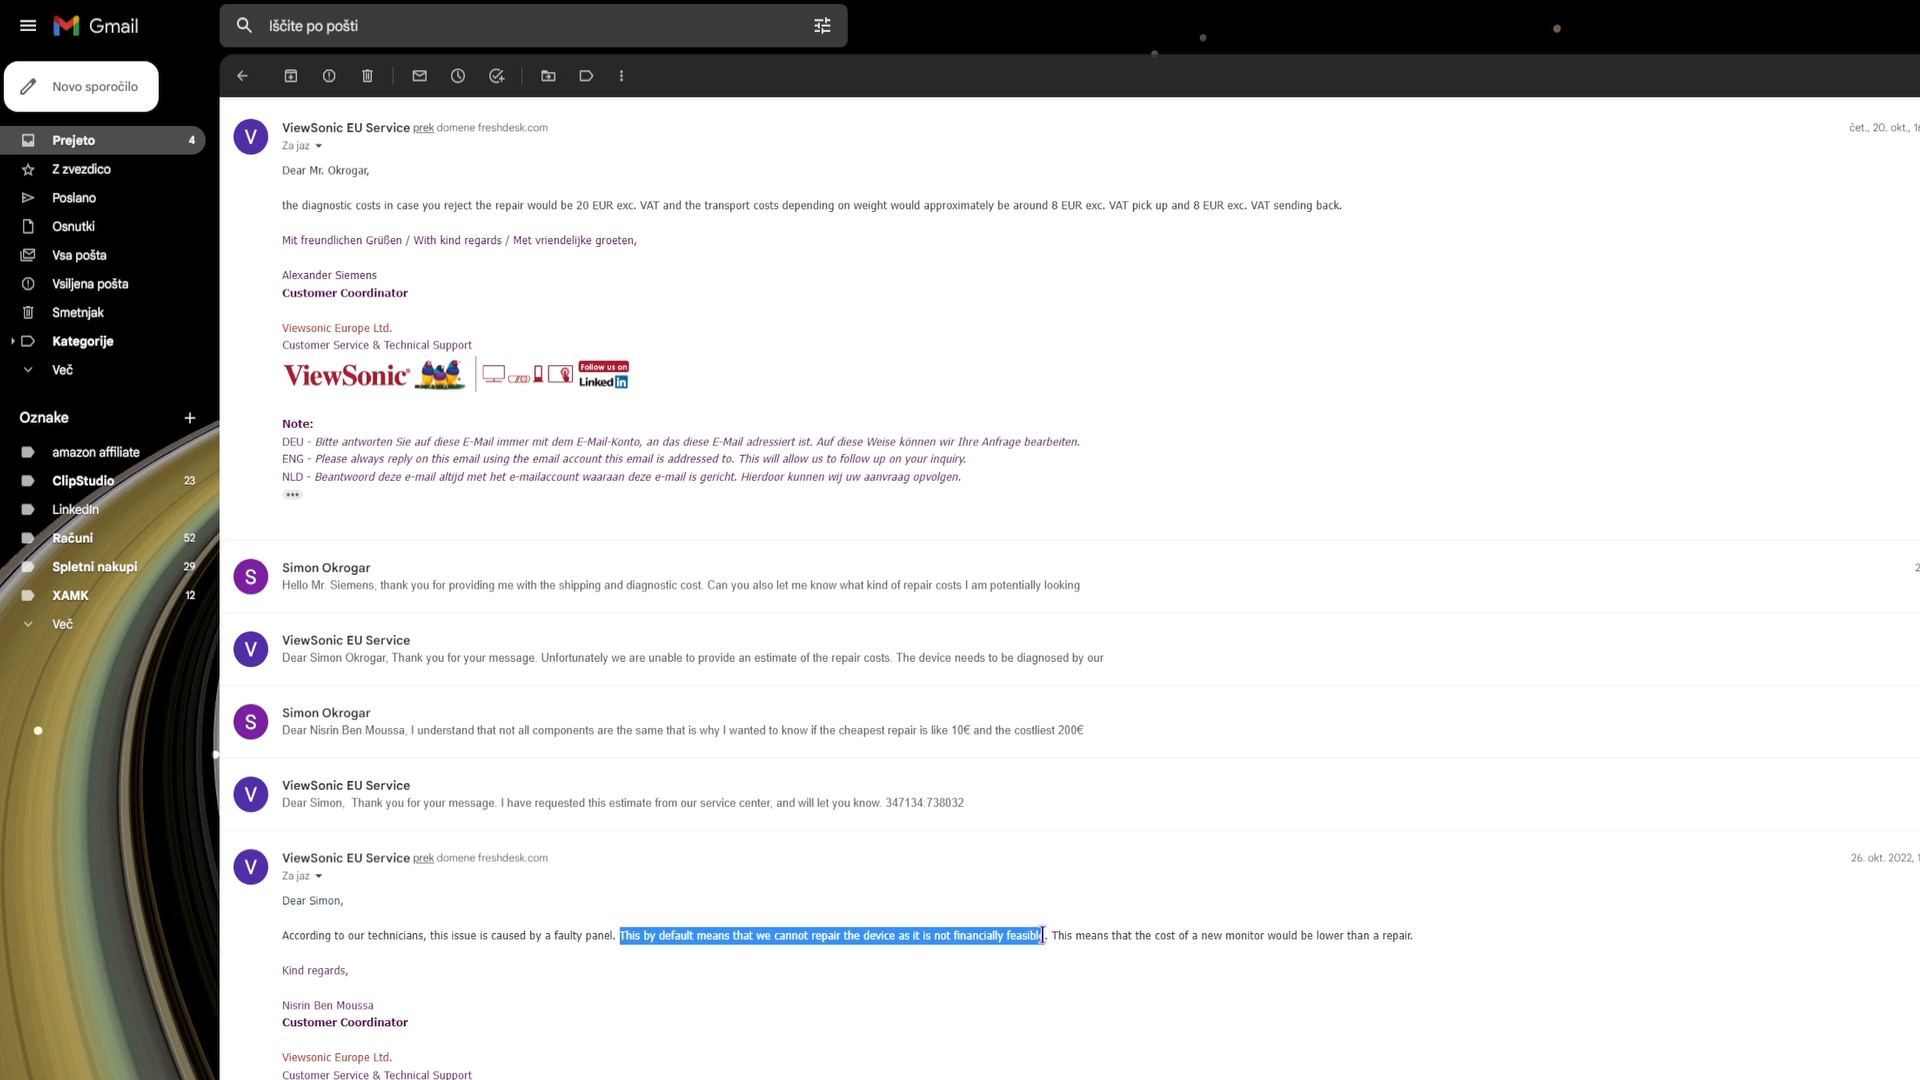 Gmail
Iščite po pošti
Novo sporočilo
Prejeto 4
Z zvezdico
Poslano
Osnutki
Vsa pošta
Vsiljena pošta
Smetnjak
Kategorije
Več
Oznake
amazon affiliate
ClipStudio 23
LinkedIn
Računi 52
Spletni nakupi 29
XAMK 12
Več
V
ViewSonic EU Service prek domene freshdesk.com
čet., 20. okt., 16
Za jaz
Dear Mr. Okrogar,
the diagnostic costs in case you reject the repair would be 20 EUR exc. VAT and the transport costs depending on weight would approximately be around 8 EUR exc. VAT pick up and 8 EUR exc. VAT sending back.
Mit freundlichen Grüßen / With kind regards / Met vriendelijke groeten,
Alexander Siemens
Customer Coordinator
Viewsonic Europe Ltd.
Customer Service & Technical Support
ViewSonic
Follow us on
Linked in
Note:
DEU - Bitte antworten Sie auf diese E-Mail immer mit dem E-Mail-Konto, an das diese E-Mail adressiert ist. Auf diese Weise können wir Ihre Anfrage bearbeiten.
ENG - Please always reply on this email using the email account this email is addressed to. This will allow us to follow up on your inquiry.
NLD - Beantwoord deze e-mail altijd met het e-mailaccount waaraan deze e-mail is gericht. Hierdoor kunnen wij uw aanvraag opvolgen.
S
Simon Okrogar
2
Hello Mr. Siemens, thank you for providing me with the shipping and diagnostic cost. Can you also let me know what kind of repair costs I am potentially looking
V
ViewSonic EU Service
Dear Simon Okrogar, Thank you for your message. Unfortunately we are unable to provide an estimate of the repair costs. The device needs to be diagnosed by our
S
Simon Okrogar
Dear Nisrin Ben Moussa, I understand that not all components are the same that is why I wanted to know if the cheapest repair is like 10€ and the costliest 200€
V
ViewSonic EU Service
Dear Simon, Thank you for your message. I have requested this estimate from our service center, and will let you know. 347134:738032
V
ViewSonic EU Service prek domene freshdesk.com
26. okt. 2022, 1
Za jaz
Dear Simon,
According to our technicians, this issue is caused by a faulty panel. This by default means that we cannot repair the device as it is not financially feasible. This means that the cost of a new monitor would be lower than a repair.
Kind regards,
Nisrin Ben Moussa
Customer Coordinator
Viewsonic Europe Ltd.
Customer Service & Technical Support